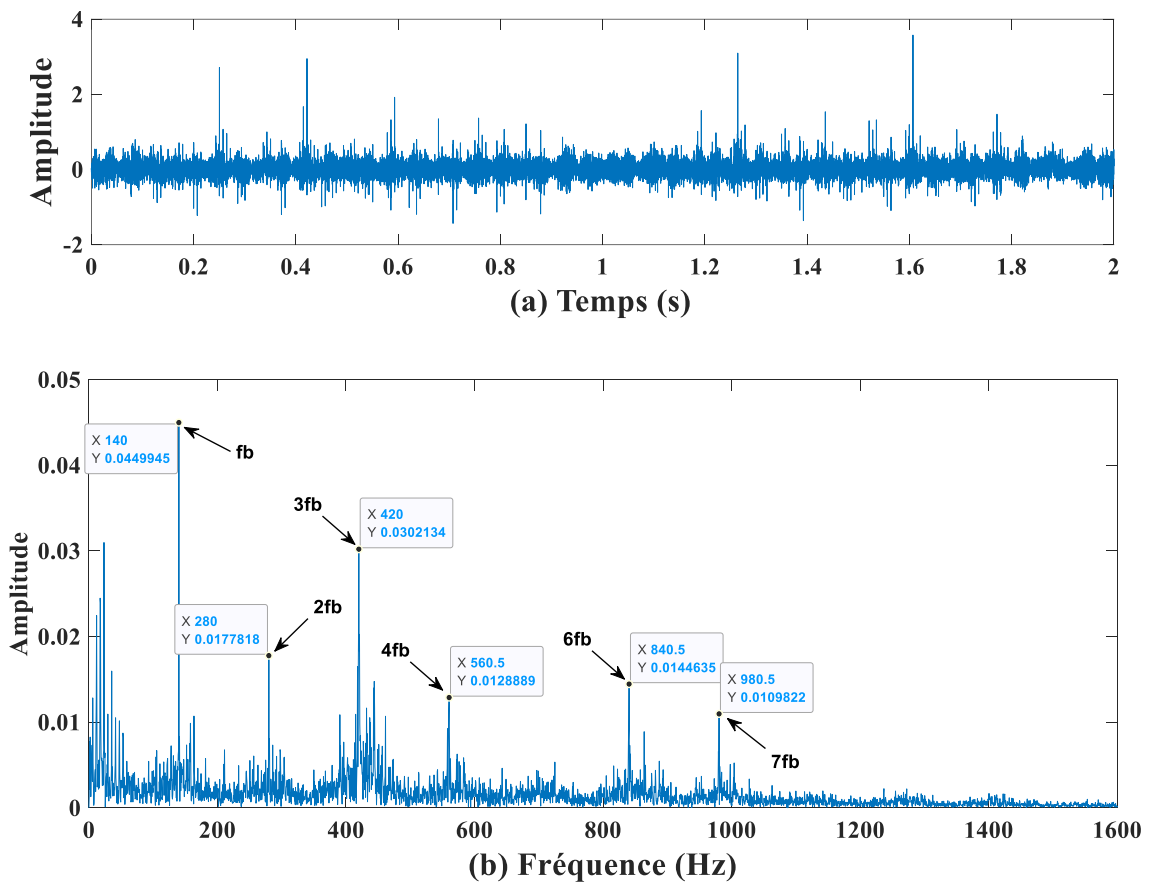 4
2
0
-2
Amplitude
0
0.2
0.4
0.6
0.8
1
1.2
1.4
1.6
1.8
2
(a) Temps (s)
0.05
0.04
0.03
0.02
0.01
0
Amplitude
X 140
Y 0.0449945
fb
3fb
X 420
Y 0.0302134
X 280
Y 0.0177818
2fb
4fb
X 560.5
Y 0.0128889
6fb
X 840.5
Y 0.0144635
X 980.5
Y 0.0109822
7fb
0
200
400
600
800
1000
1200
1400
1600
(b) Fréquence (Hz)